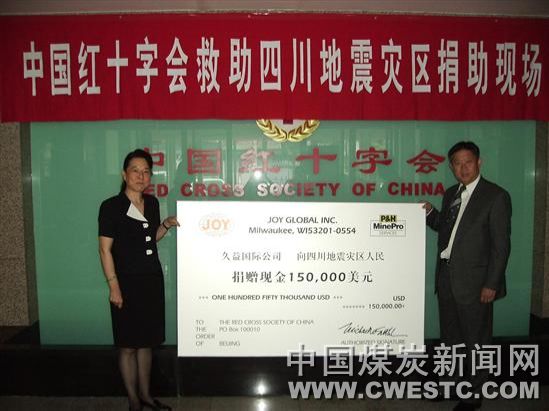 中国红十字会救助四川地震灾区捐助现场
中国红十字会
RED CROSS SOCIETY OF CHINA
JOY
JOY GLOBAL INC.
Milwaukee, WI53201-0554
P&H
MinePro
SERVICES
久益国际公司 向四川地震灾区人民
捐赠现金150,000美元
*** ONE HUNDRED FIFTY THOUSAND USD ***
USD
*** 150,000.00*
TO THE RED CROSS SOCIETY OF CHINA
THE PO Box 100010
ORDER
OF BEIJING
AUTHORIZED SIGNATURE
中国煤炭新闻网
www.cwestc.com